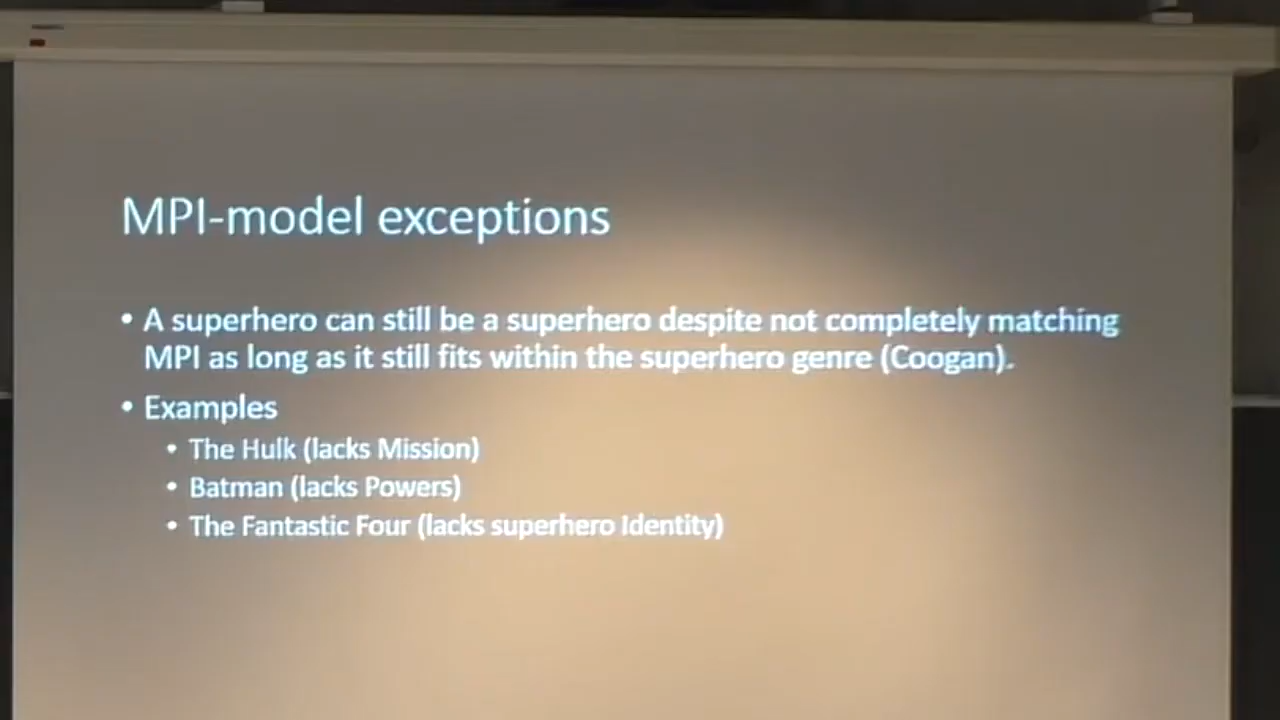 MPI-model exceptions
• A superhero can still be a superhero despite not completely matching
MPI as long as it still fits within the superhero genre (Coogan).
• Examples
• The Hulk (lacks Mission)
• Batman (lacks Powers)
• The Fantastic Four (lacks superhero Identity)